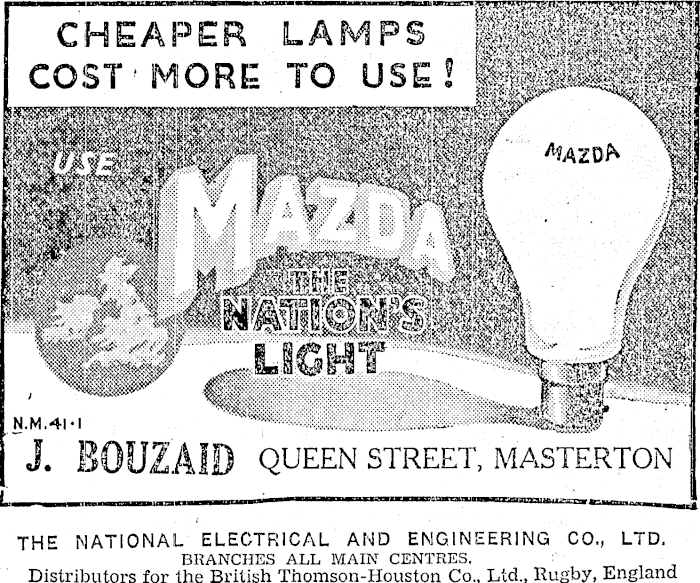 CHEAPER LAMPS
COST MORE TO USE!
MAZDA
USE
MAZDA
THE
NATION'S
LIGHT
N.M.41·1
J. BOUZAID QUEEN STREET, MASTERTON
THE NATIONAL ELECTRICAL AND ENGINEERING CO., LTD.
BRANCHES ALL MAIN CENTRES.
Distributors for the British Thomson-Houston Co., Ltd., Rugby, England